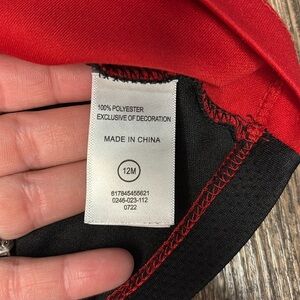 100% POLYESTER
EXCLUSIVE OF DECORATION
MADE IN CHINA
12M
617845455621
0246-023-112
0722